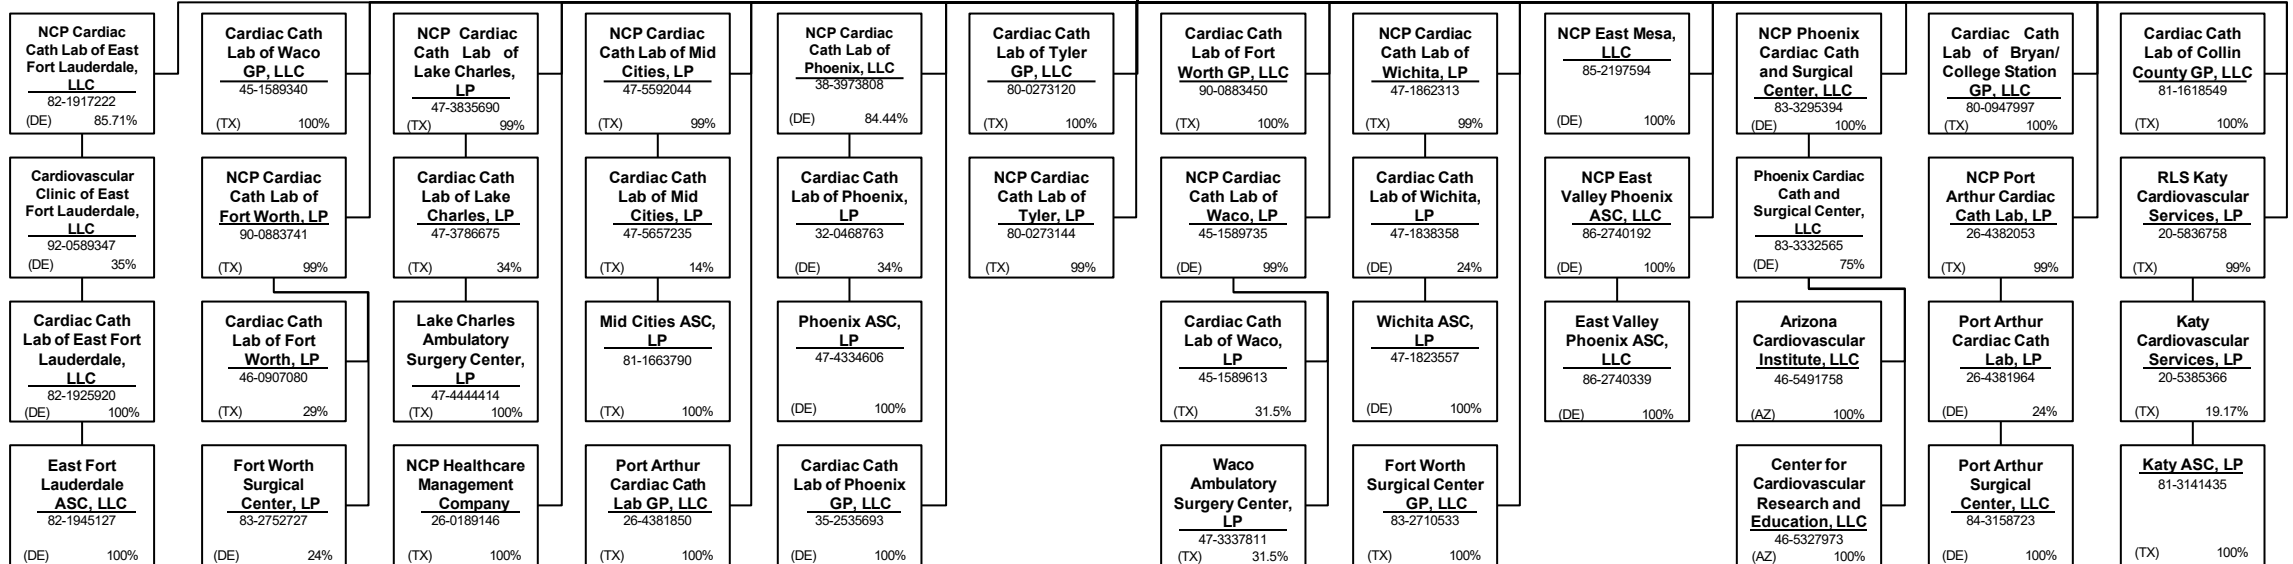 NCP Cardiac
Cath Lab of East
Fort Lauderdale,
LLC
82-1917222
(DE) 85.71%
Cardiac Cath
Lab of Waco
GP, LLC
45-1589340
(TX) 100%
NCP Cardiac
Cath Lab of
Lake Charles,
LP
47-3835690
(TX) 99%
NCP Cardiac
Cath Lab of Mid
Cities, LP
47-5592044
(TX) 99%
NCP Cardiac
Cath Lab of
Phoenix, LLC
38-3973808
(DE) 84.44%
Cardiac Cath
Lab of Tyler
GP, LLC
80-0273120
(TX) 100%
Cardiac Cath
Lab of Fort
Worth GP, LLC
90-0883450
(TX) 100%
NCP Cardiac
Cath Lab of
Wichita, LP
47-1862313
(TX) 99%
NCP East Mesa,
LLC
85-2197594
(DE) 100%
NCP Phoenix
Cardiac Cath
and Surgical
Center, LLC
83-3295394
(DE) 100%
Cardiac Cath
Lab of Bryan/
College Station
GP, LLC
80-0947997
(TX) 100%
Cardiac Cath
Lab of Collin
County GP, LLC
81-1618549
(TX) 100%
Cardiovascular
Clinic of East
Fort Lauderdale,
LLC
92-0589347
(DE) 35%
NCP Cardiac
Cath Lab of
Fort Worth, LP
90-0883741
(TX) 99%
Cardiac Cath
Lab of Lake
Charles, LP
47-3786675
(TX) 34%
Cardiac Cath
Lab of Mid
Cities, LP
47-5657235
(TX) 14%
Cardiac Cath
Lab of Phoenix,
LP
32-0468763
(DE) 34%
NCP Cardiac
Cath Lab of
Tyler, LP
80-0273144
(TX) 99%
NCP Cardiac
Cath Lab of
Waco, LP
45-1589735
(DE) 99%
Cardiac Cath
Lab of Wichita,
LP
47-1838358
(DE) 24%
NCP East
Valley Phoenix
ASC, LLC
86-2740192
(DE) 100%
Phoenix Cardiac
Cath and
Surgical Center,
LLC
83-3332565
(DE) 75%
NCP Port
Arthur Cardiac
Cath Lab, LP
26-4382053
(TX) 99%
RLS Katy
Cardiovascular
Services, LP
20-5836758
(TX) 99%
Cardiac Cath
Lab of East Fort
Lauderdale,
LLC
82-1925920
(DE) 100%
Cardiac Cath
Lab of Fort
Worth, LP
46-0907080
(TX) 29%
Lake Charles
Ambulatory
Surgery Center,
LP
47-4444414
(TX) 100%
Mid Cities ASC,
LP
81-1663790
(TX) 100%
Phoenix ASC,
LP
47-4334606
(DE) 100%
Cardiac Cath
Lab of Waco,
LP
45-1589613
(TX) 31.5%
Wichita ASC,
LP
47-1823557
(DE) 100%
East Valley
Phoenix ASC,
LLC
86-2740339
(DE) 100%
Arizona
Cardiovascular
Institute, LLC
46-5491758
(AZ) 100%
Port Arthur
Cardiac Cath
Lab, LP
26-4381964
(DE) 24%
Katy
Cardiovascular
Services, LP
20-5385366
(TX) 19.17%
East Fort
Lauderdale
ASC, LLC
82-1945127
(DE) 100%
Fort Worth
Surgical
Center, LP
83-2752727
(DE) 24%
NCP Healthcare
Management
Company
26-0189146
(TX) 100%
Port Arthur
Cardiac Cath
Lab GP, LLC
26-4381850
(TX) 100%
Cardiac Cath
Lab of Phoenix
GP, LLC
35-2535693
(DE) 100%
Waco
Ambulatory
Surgery Center,
LP
47-3337811
(TX) 31.5%
Fort Worth
Surgical Center
GP, LLC
83-2710533
(TX) 100%
Center for
Cardiovascular
Research and
Education, LLC
46-5327973
(AZ) 100%
Port Arthur
Surgical
Center, LLC
84-3158723
(DE) 100%
Katy ASC, LP
81-3141435
(TX) 100%